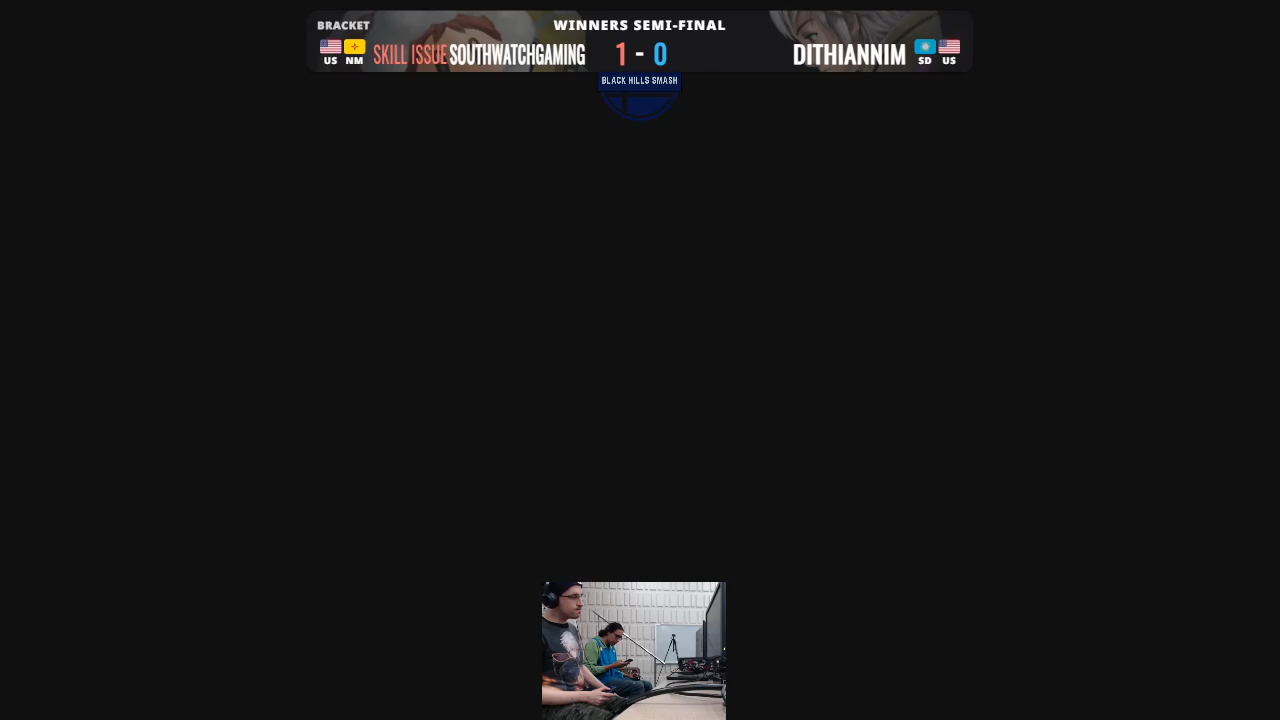 BRACKET
WINNERS SEMI-FINAL
US NM SKILL ISSUE SOUTHWATCHGAMING 1 - 0 DITHIANNIM SD US
BLACK HILLS SMASH